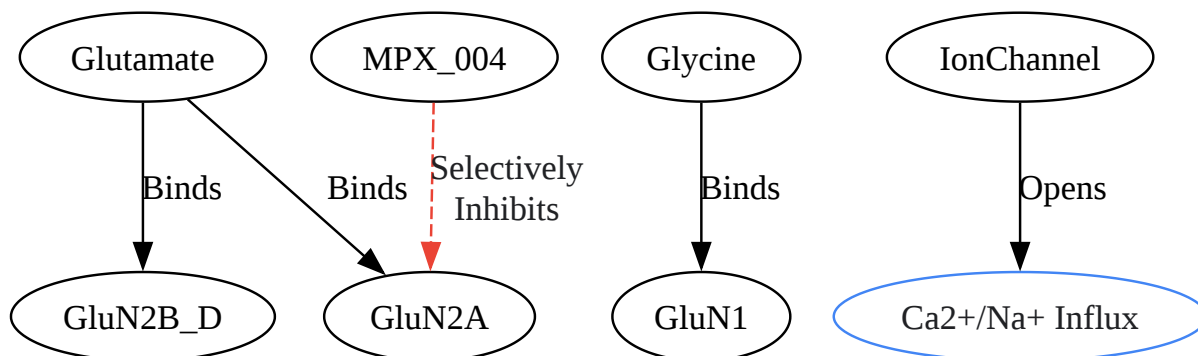 Glutamate
MPX_004
Glycine
IonChannel
Binds
Binds
Selectively
Inhibits
Binds
Opens
GluN2B_D
GluN2A
GluN1
Ca2+/Na+ Influx